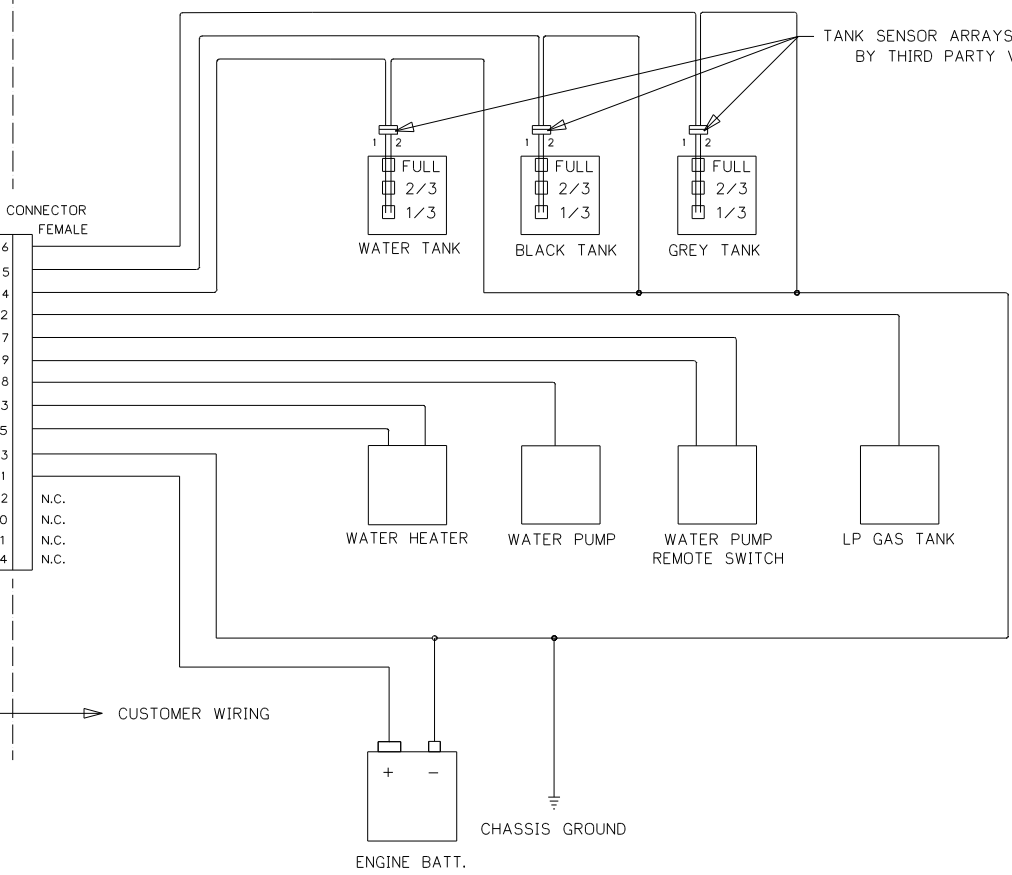 TANK SENSOR ARRAYS
BY THIRD PARTY
1 2
1 2
1 2
FULL
2/3
1/3
WATER TANK
FULL
2/3
1/3
BLACK TANK
FULL
2/3
1/3
GREY TANK
CONNECTOR
FEMALE
6
5
4
2
7
9
8
3
5
3
1
2 N.C.
0 N.C.
1 N.C.
4 N.C.
WATER HEATER
WATER PUMP
WATER PUMP
REMOTE SWITCH
LP GAS TANK
CUSTOMER WIRING
+ −
ENGINE BATT.
CHASSIS GROUND